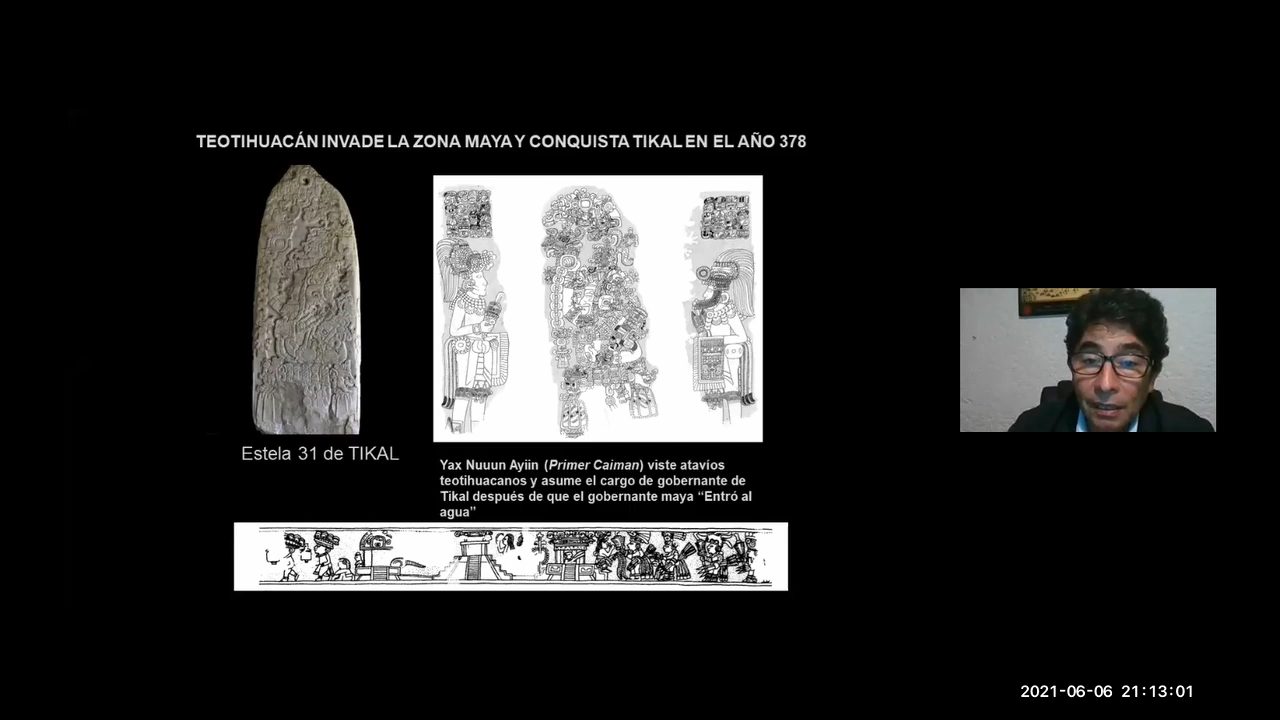 TEOTIHUACÁN INVADE LA ZONA MAYA Y CONQUISTA TIKAL EN EL AÑO 378
Estela 31 de TIKAL
Yax Nuuun Ayiin (Primer Caiman) viste atavíos
teotihuacanos y asume el cargo de gobernante de
Tikal después de que el gobernante maya “Entró al
agua”
2021-06-06 21:13:01